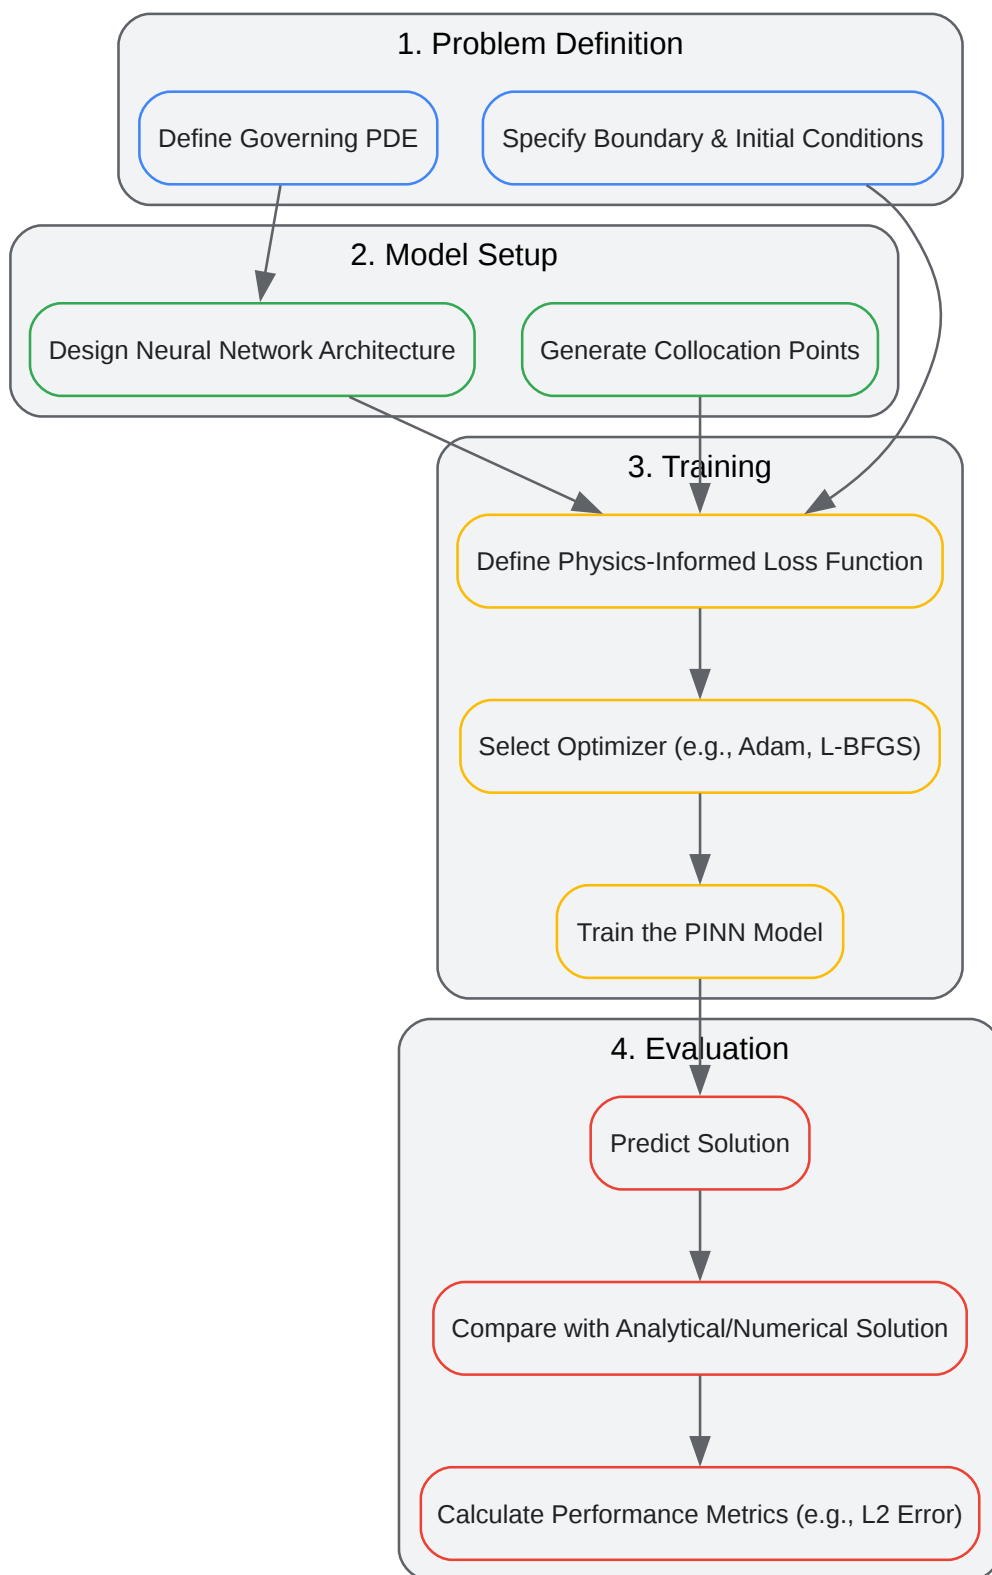 1. Problem Definition
Define Governing PDE
Specify Boundary & Initial Conditions
2. Model Setup
Design Neural Network Architecture
Generate Collocation Points
3. Training
Define Physics-Informed Loss Function
Select Optimizer (e.g., Adam, L-BFGS)
Train the PINN Model
4. Evaluation
Predict Solution
Compare with Analytical/Numerical Solution
Calculate Performance Metrics (e.g., L2 Error)